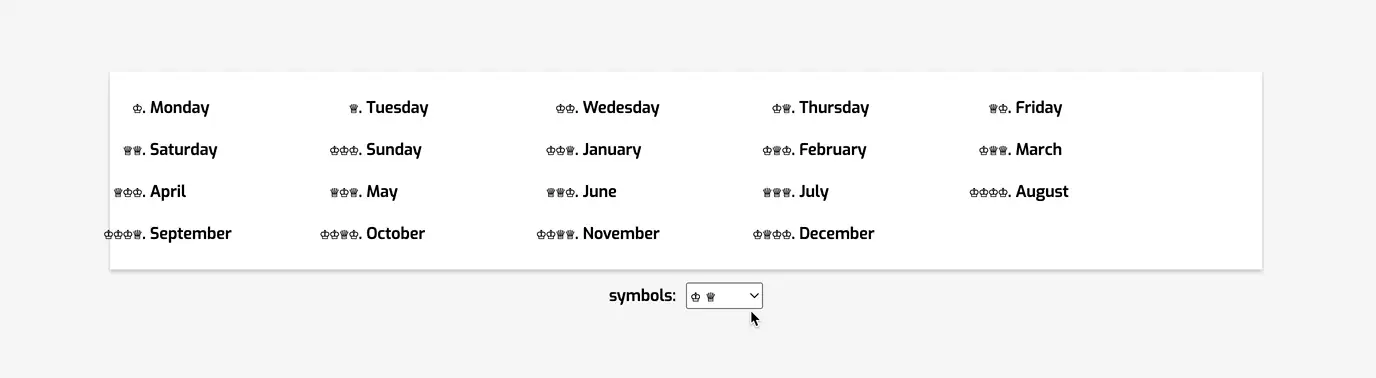 ♔. Monday ♕. Tuesday ♔♔. Wedesday ♔♕. Thursday ♕♔. Friday
♕♕. Saturday ♔♔♔. Sunday ♔♔♕. January ♔♕♔. February ♔♕♕. March
♕♔♔. April ♕♔♕. May ♕♕♔. June ♕♕♕. July ♔♔♔♔. August
♔♔♔♕. September ♔♔♕♔. October ♔♔♕♕. November ♔♕♔♔. December
symbols: ♔ ♕